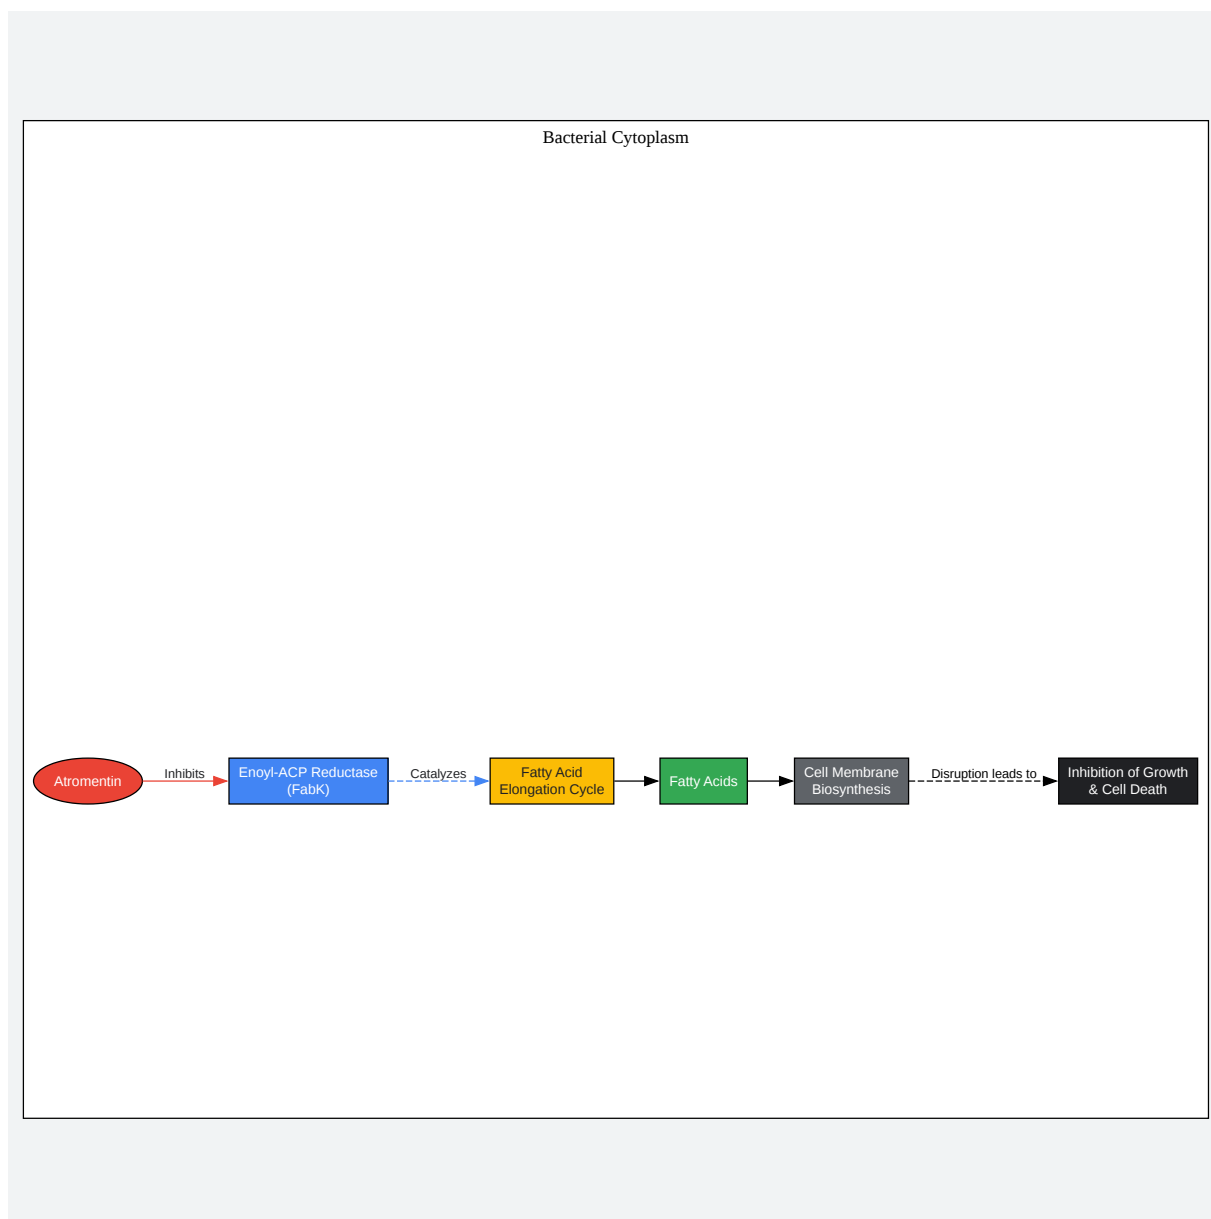 Bacterial Cytoplasm
Atromentin
Inhibits
Enoyl-ACP Reductase
(FabK)
Catalyzes
Fatty Acid
Elongation Cycle
Fatty Acids
Cell Membrane
Biosynthesis
Disruption leads to
Inhibition of Growth
& Cell Death